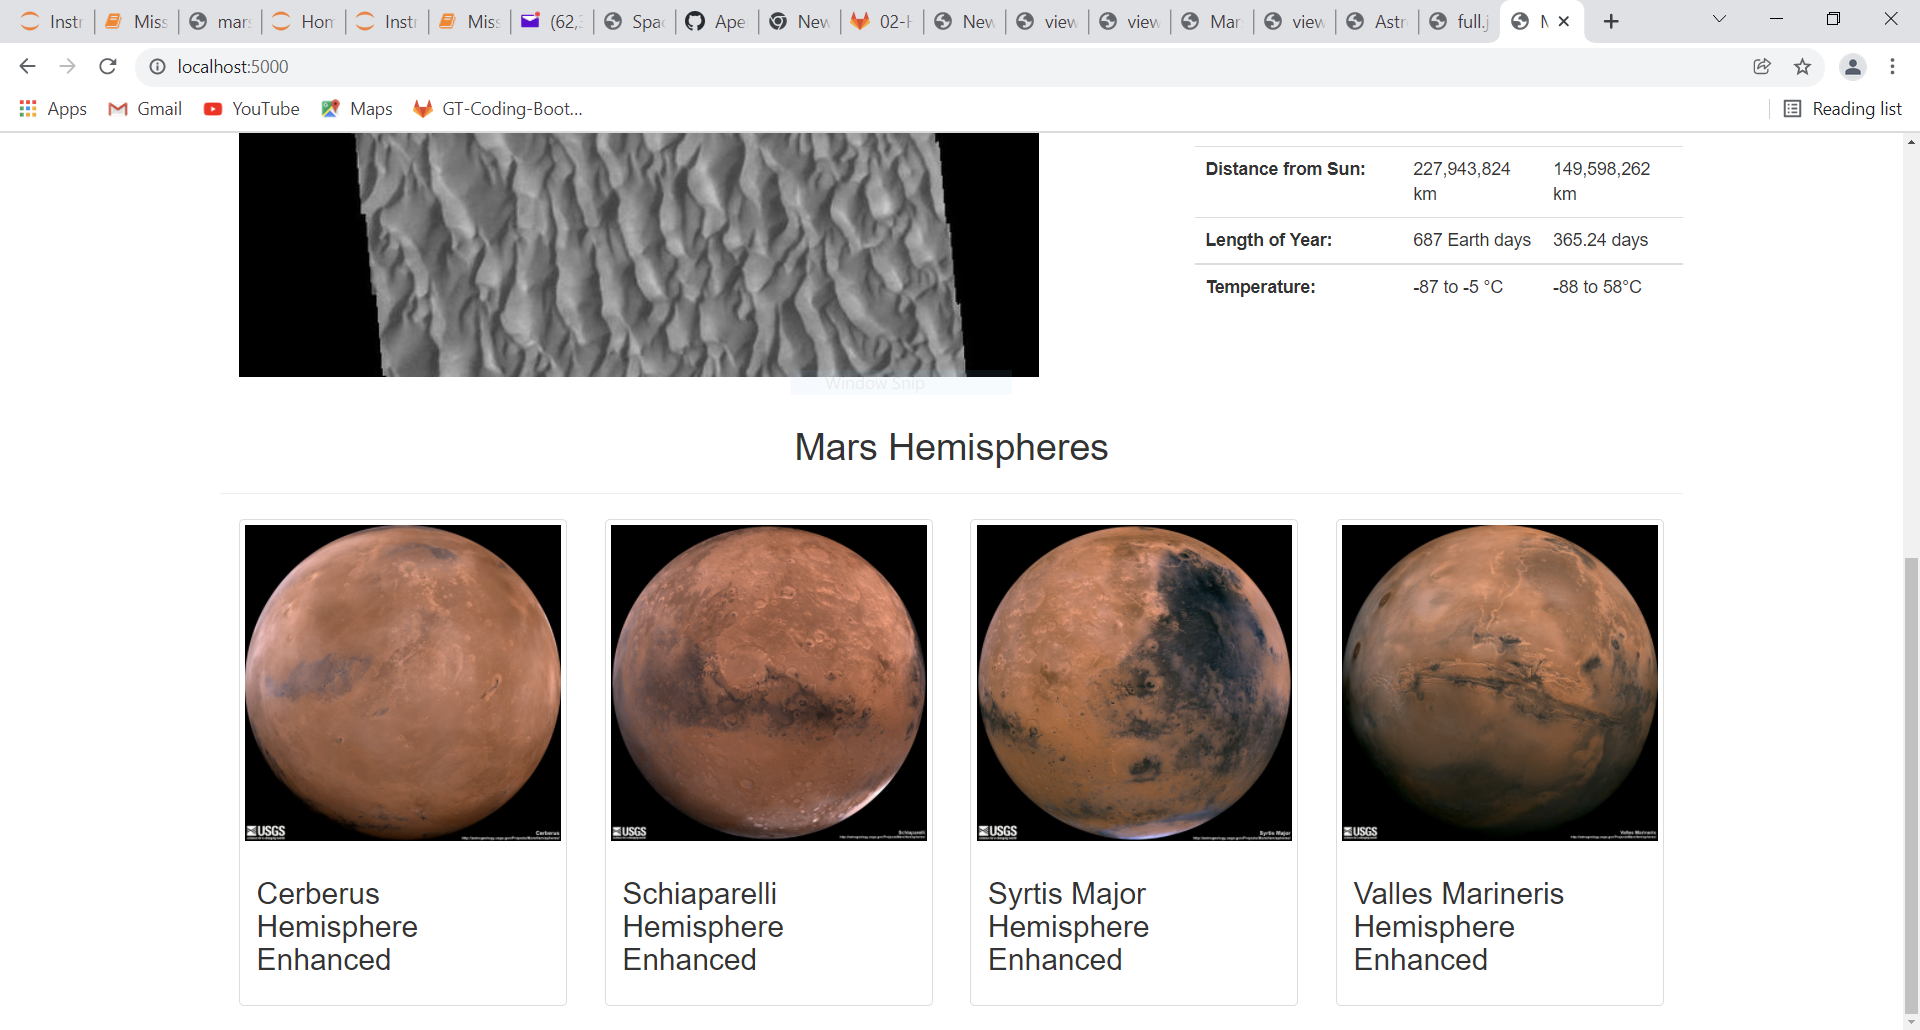 Instr
Miss
mar
Hom
Instr
Miss
(62,
Spac
Ape
New
02-H
New
view
view
Mar
view
Astr
full.j
localhost:5000
Apps
Gmail
YouTube
Maps
GT-Coding-Boot...
Reading list
Distance from Sun: 227,943,824 km 149,598,262 km
Length of Year: 687 Earth days 365.24 days
Temperature: -87 to -5 °C -88 to 58°C
Window Snip
Mars Hemispheres
USGS
Cerberus
USGS
Schiaparelli
USGS
Syrtis Major
USGS
Valles Marineris
Cerberus
Hemisphere
Enhanced
Schiaparelli
Hemisphere
Enhanced
Syrtis Major
Hemisphere
Enhanced
Valles Marineris
Hemisphere
Enhanced